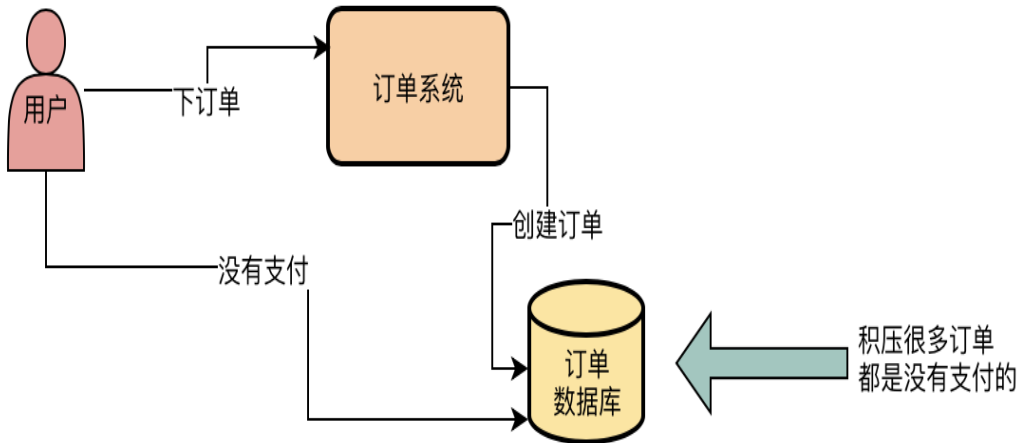 用户
下订单
订单系统
创建订单
没有支付
订单
数据库
积压很多订单
都是没有支付的